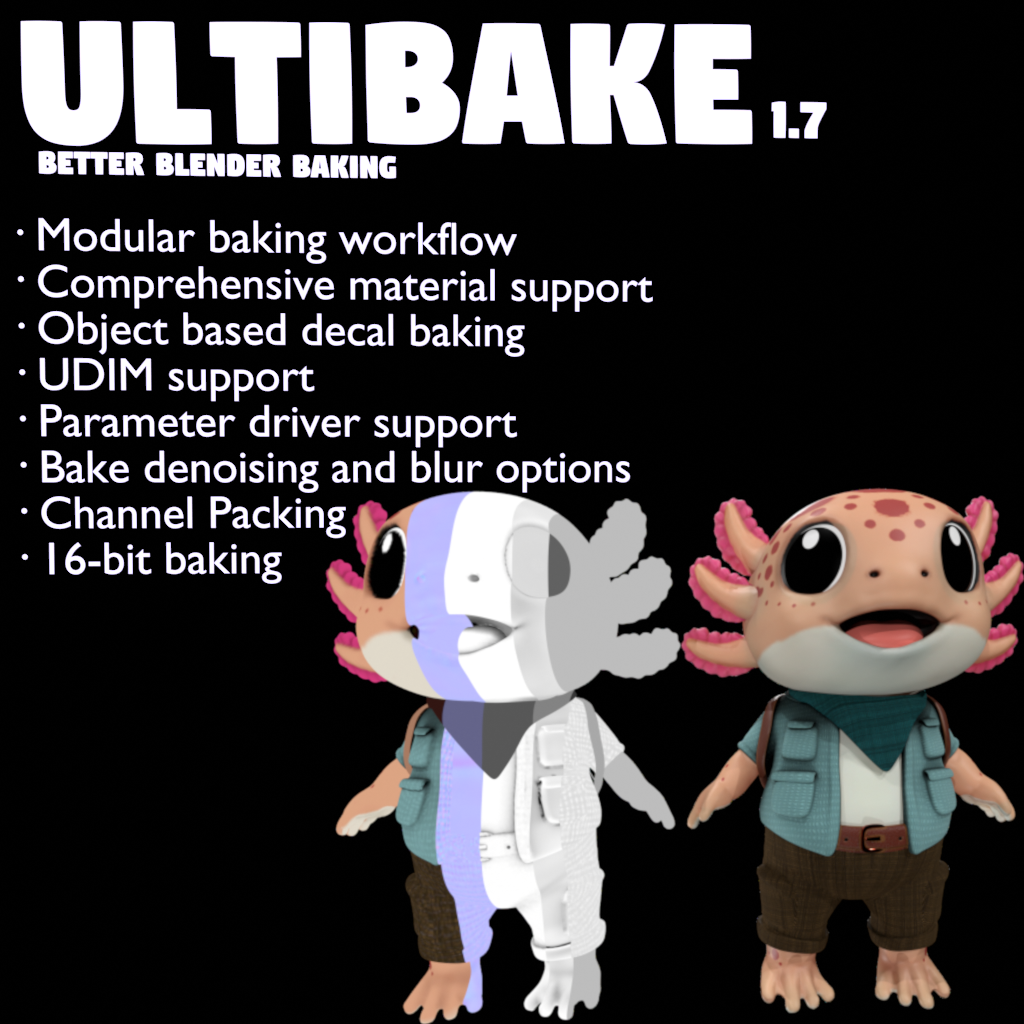 ULTIBAKE 1.7
BETTER BLENDER BAKING
· Modular baking workflow
· Comprehensive material support
· Object based decal baking
· UDIM support
· Parameter driver support
· Bake denoising and blur options
· Channel Packing
· 16-bit baking